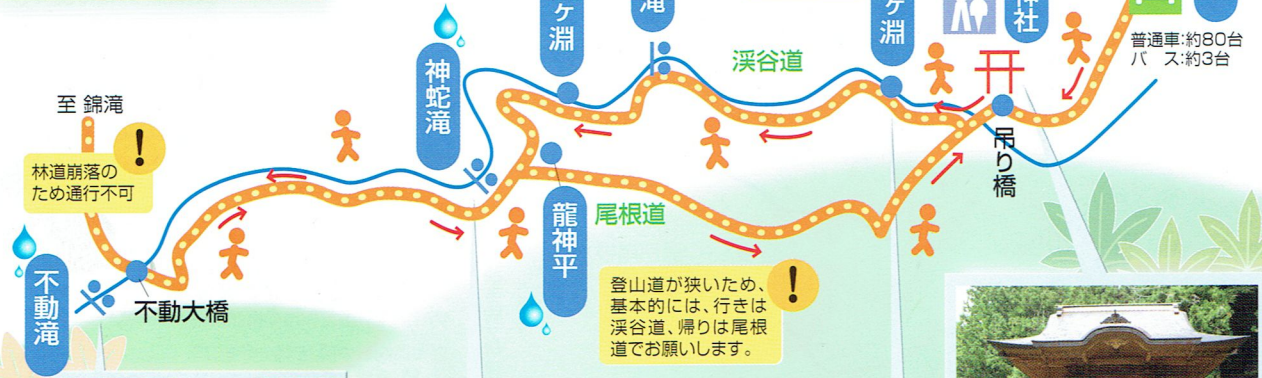 ヶ淵
滝
ヶ淵
神社
普通車:約80台
バ ス:約3台
渓谷道
神蛇滝
至 錦滝
林道崩落の
ため通行不可
吊り橋
龍神平
尾根道
不動滝
不動大橋
登山道が狭いため、
基本的には、行きは
渓谷道、帰りは尾根
道でお願いします。